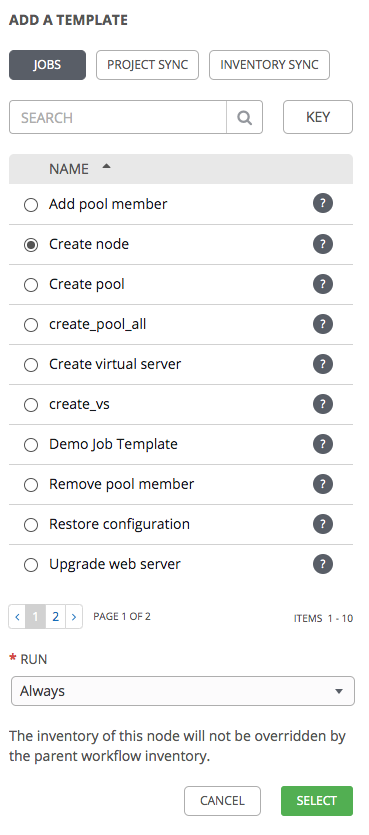 ADD A TEMPLATE
JOBS PROJECT SYNC INVENTORY SYNC
SEARCH KEY
NAME
Add pool member ?
Create node ?
Create pool ?
create_pool_all ?
Create virtual server ?
create_vs ?
Demo Job Template ?
Remove pool member ?
Restore configuration ?
Upgrade web server ?
< 1 2 > PAGE 1 OF 2 ITEMS 1 - 10
* RUN
Always
The inventory of this node will not be overridden by
the parent workflow inventory.
CANCEL SELECT